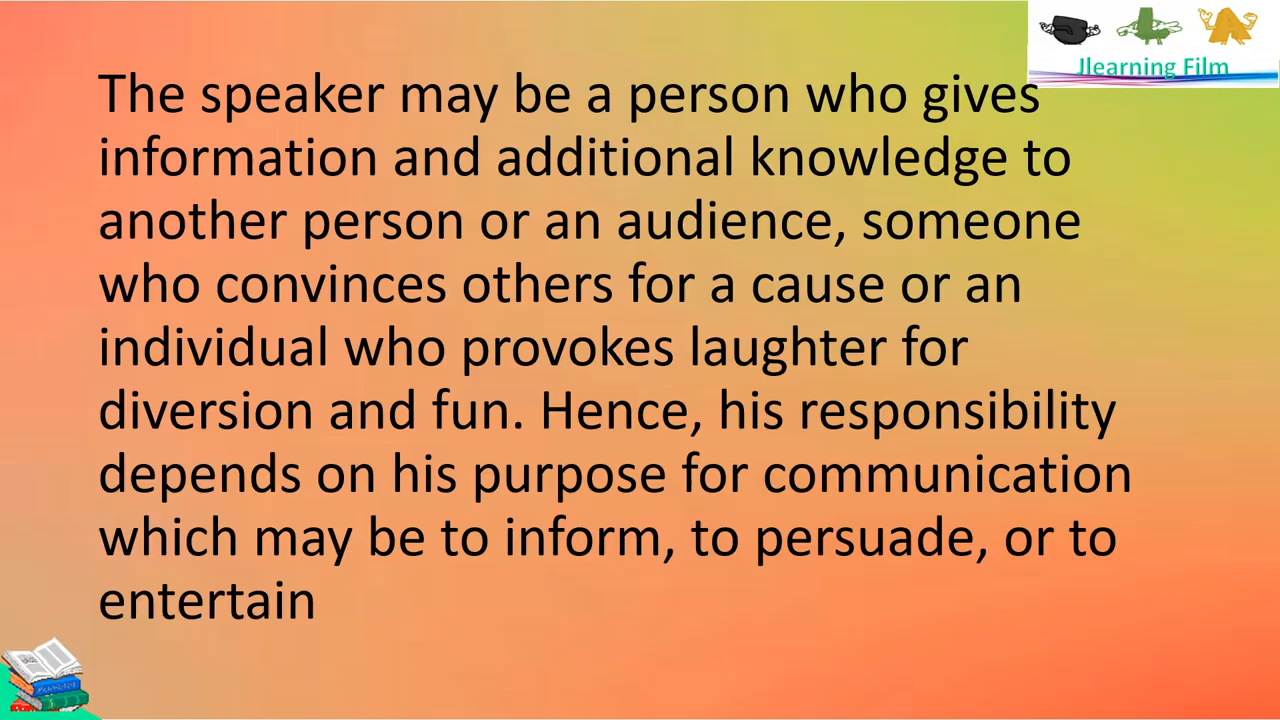 Jlearning Film
The speaker may be a person who gives
information and additional knowledge to
another person or an audience, someone
who convinces others for a cause or an
individual who provokes laughter for
diversion and fun. Hence, his responsibility
depends on his purpose for communication
which may be to inform, to persuade, or to
entertain